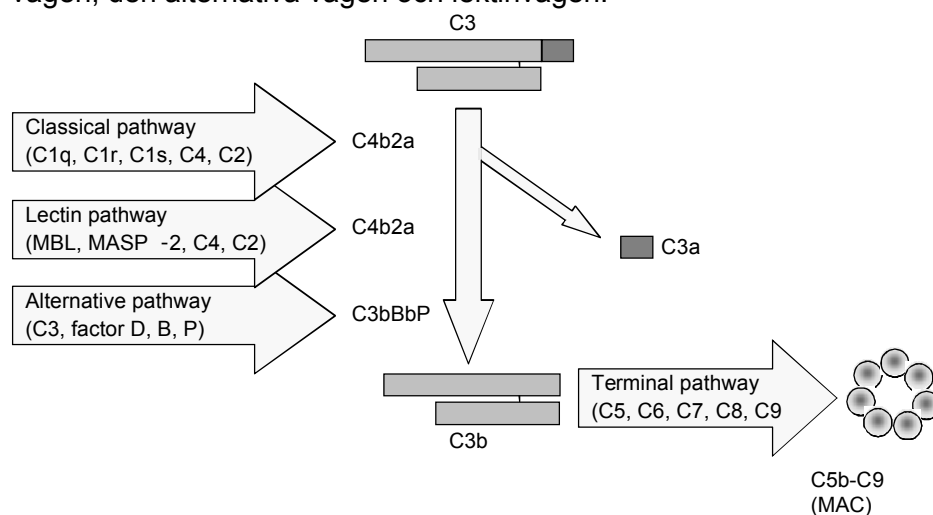 vägen, den alternativa vägen och lektinvägen.
C3
Classical pathway
(C1q, C1r, C1s, C4, C2)
C4b2a
Lectin pathway
(MBL, MASP -2, C4, C2)
C4b2a
C3a
Alternative pathway
(C3, factor D, B, P)
C3bBbP
Terminal pathway
(C5, C6, C7, C8, C9
C3b
C5b-C9
(MAC)